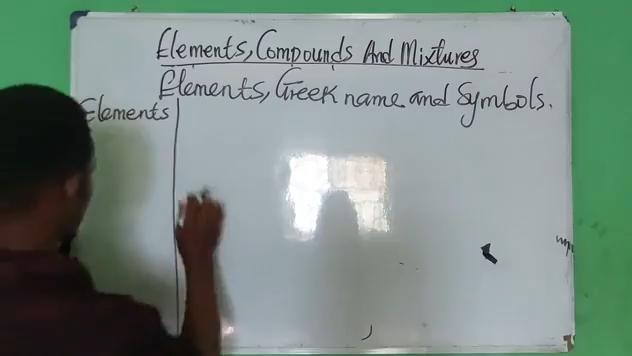 Elements, Compounds And Mixtures
Elements, Greek name and Symbols.
Elements